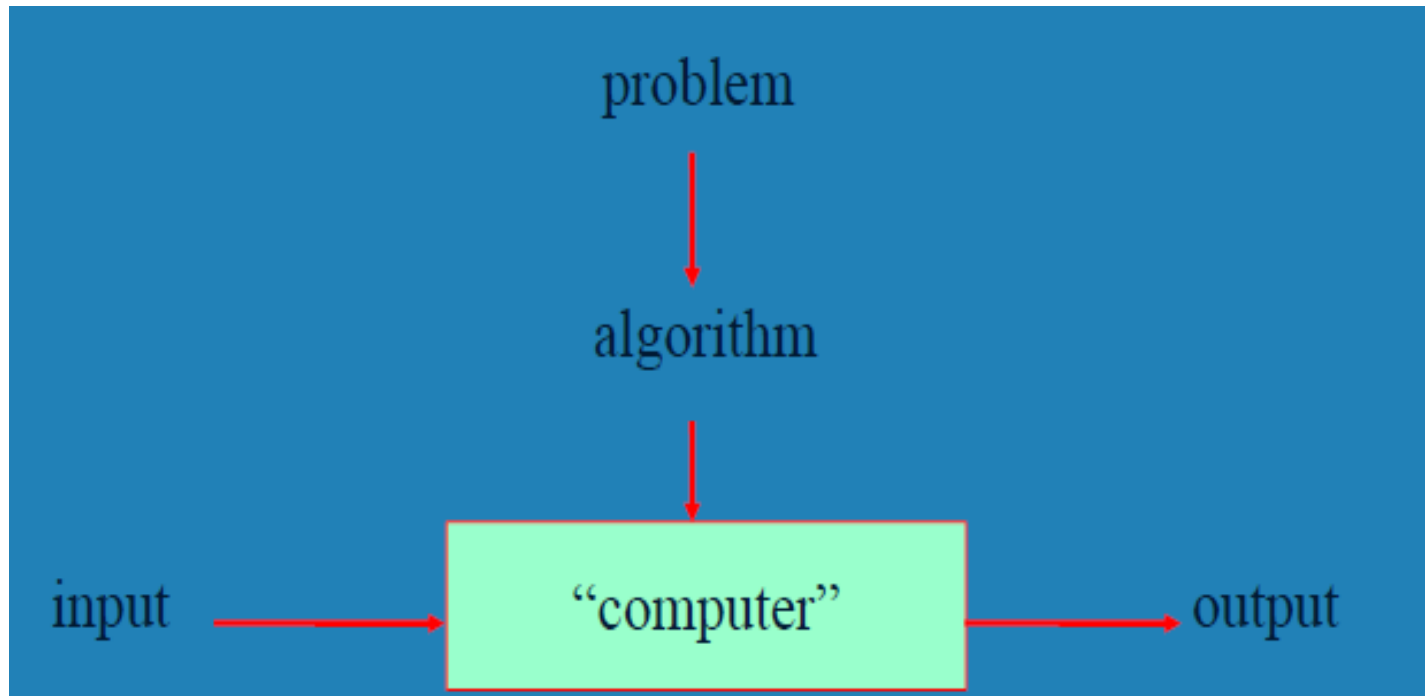 problem
algorithm
input
“computer”
output